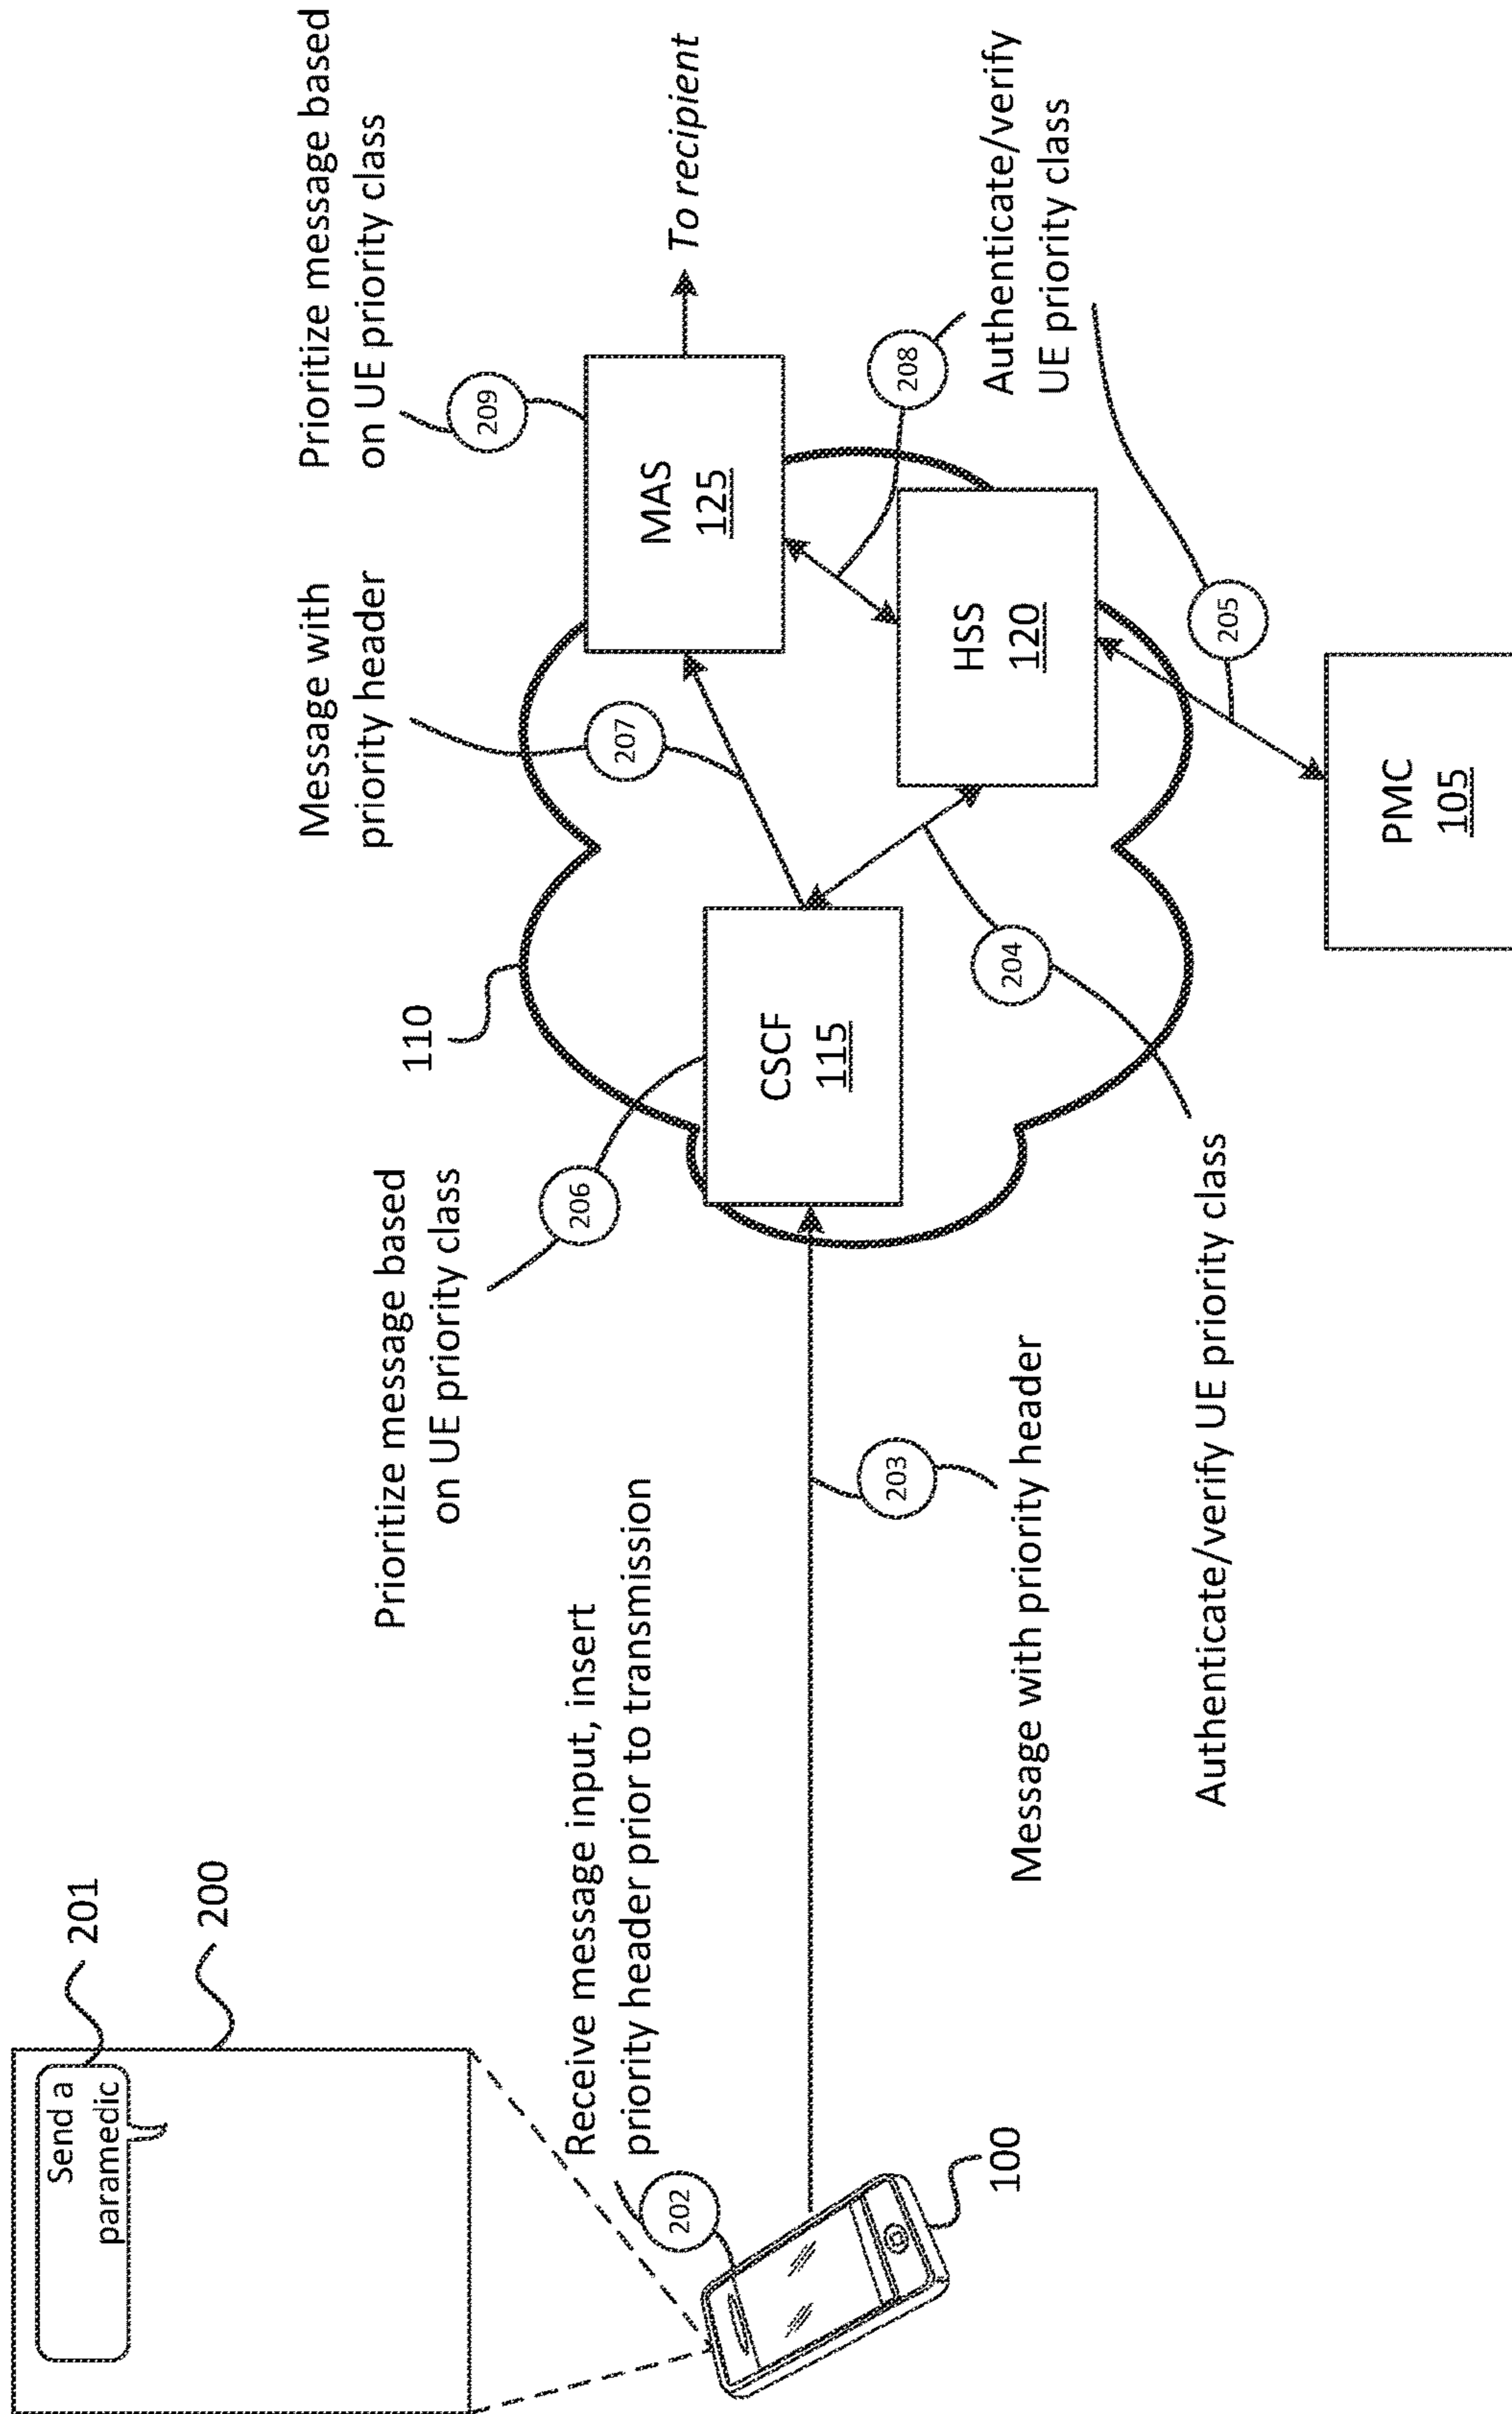 Send a
paramedic
201
200
Receive message input, insert
priority header prior to transmission
202
100
203
Message with priority header
Prioritize message based
on UE priority class
206
110
CSCF
115
204
Authenticate/verify UE priority class
Message with
priority header
207
MAS
125
Prioritize message based
on UE priority class
209
To recipient
208
Authenticate/verify
UE priority class
HSS
120
205
PMC
105